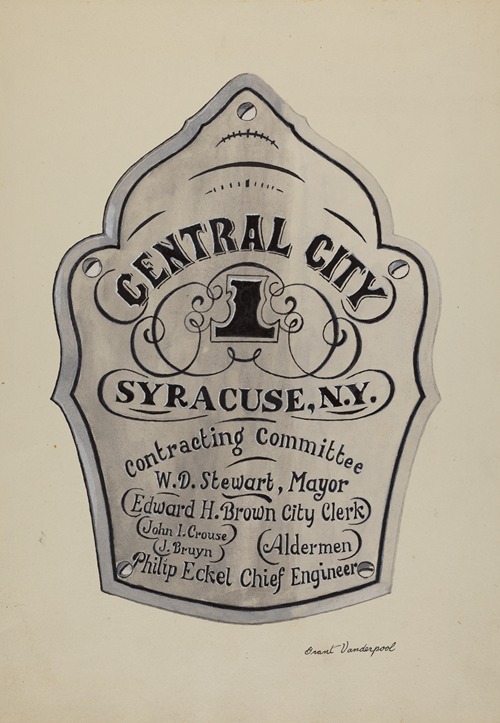 CENTRAL CITY
1
SYRACUSE, N.Y.
Contracting Committee
W.D. Stewart, Mayor
Edward H. Brown City Clerk
John I. Crouse
J. Bruyn
Aldermen
Philip Eckel Chief Engineer
Grant Vanderpool